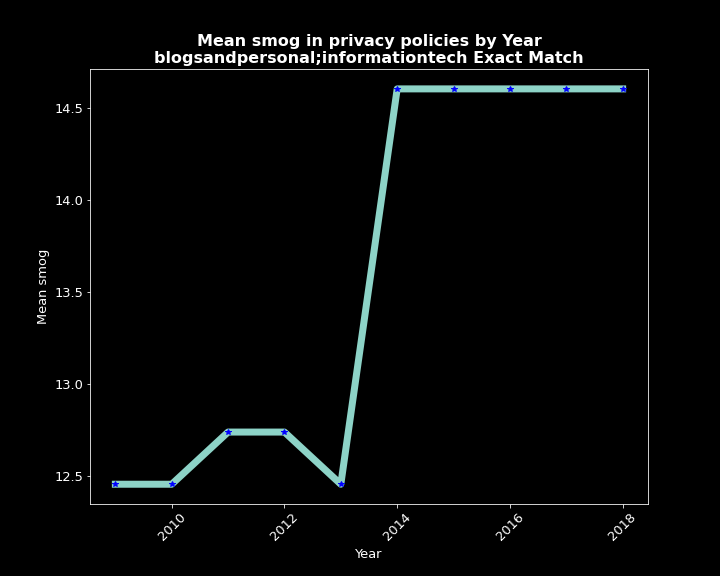 Mean smog in privacy policies by Year
blogsandpersonal;informationtech Exact Match
14.5
14.0
13.5
13.0
12.5
Mean smog
2010
2012
2014
2016
2018
Year